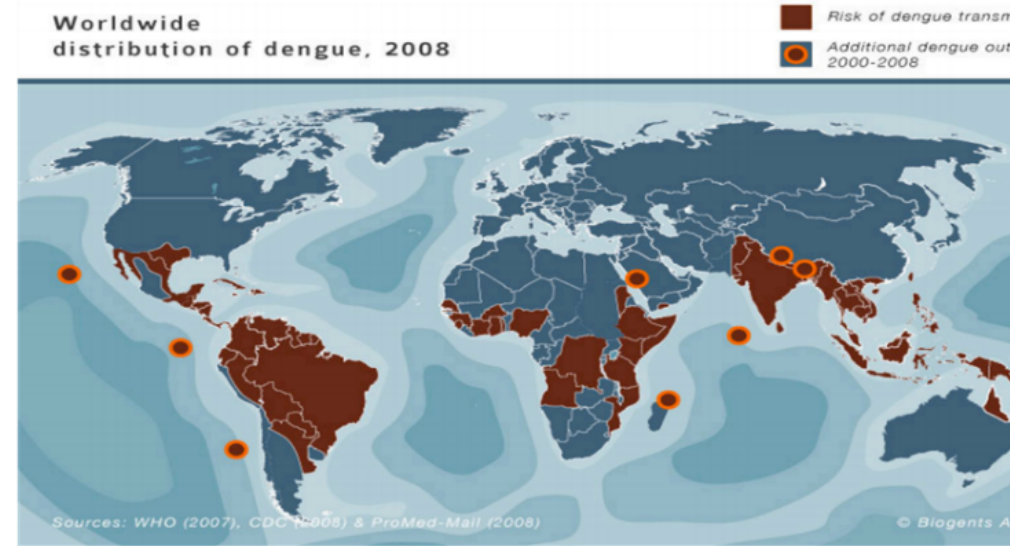 Worldwide
distribution of dengue, 2008
Risk of dengue transm
Additional dengue out
2000-2008
Sources: WHO (2007), CDC (2008) & ProMed-Mail (2008)
© Biogents A